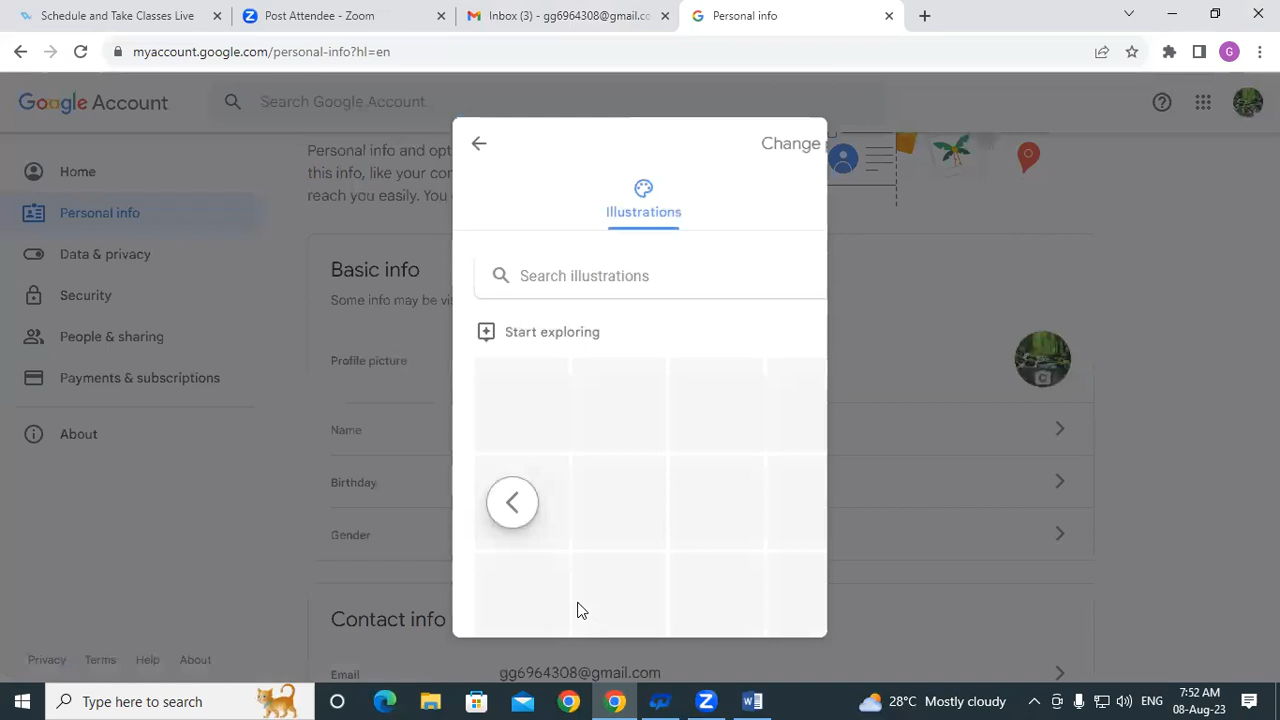 Schedule and Take Classes Live
Post Attendee - Zoom
Inbox (3) - gg6964308@gmail.co
Personal info
myaccount.google.com/personal-info?hl=en
G
Google Account
Search Google Account
Home
Personal info
Data & privacy
Security
People & sharing
Payments & subscriptions
About
Privacy Terms Help About
Personal info and opt
this info, like your con
reach you easily. You c
Basic info
Some info may be vis
Profile picture
Name
Birthday
Gender
Contact info
Email gg6964308@gmail.com
Change
Illustrations
Search illustrations
Start exploring
Type here to search
28°C Mostly cloudy
ENG
7:52 AM
08-Aug-23